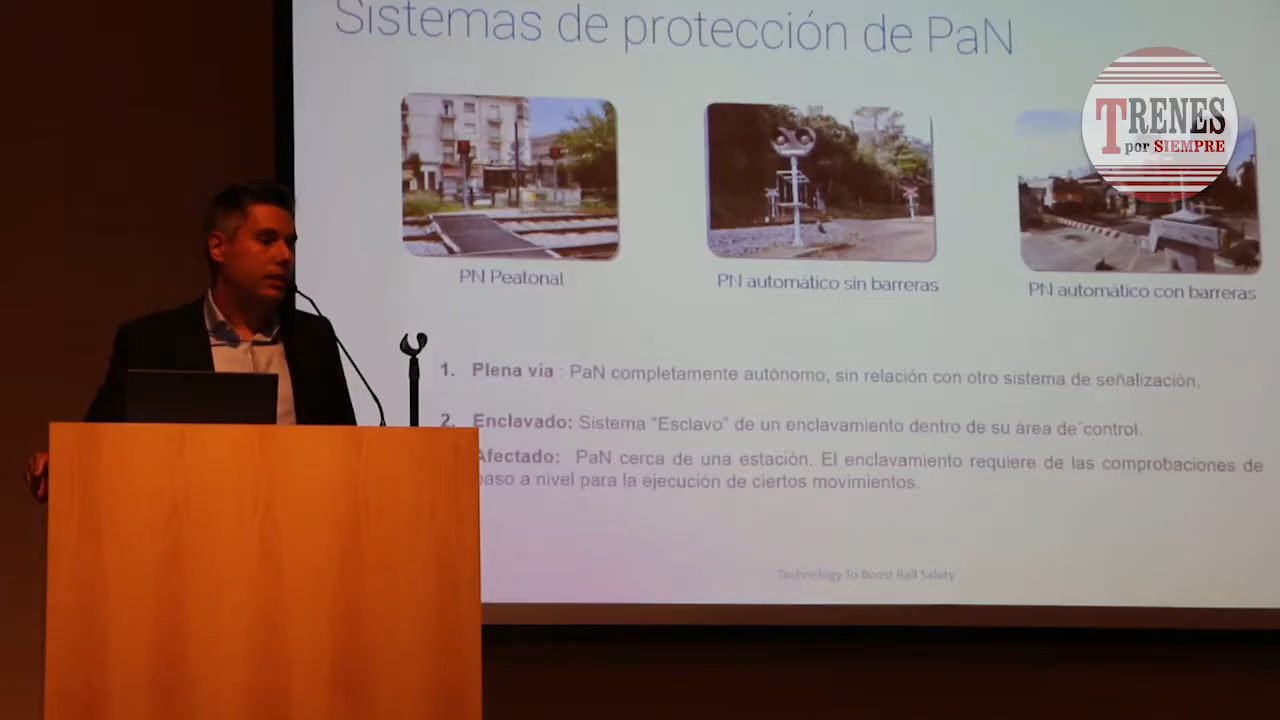 Sistemas de protección de PaN
TRENES
por SIEMPRE
PN Peatonal
PN automático sin barreras
PN automático con barreras
1. Plena vía : PaN completamente autónomo, sin relación con otro sistema de señalización.
2. Enclavado: Sistema "Esclavo" de un enclavamiento dentro de su área de control.
Afectado: PaN cerca de una estación. El enclavamiento requiere de las comprobaciones de
paso a nivel para la ejecución de ciertos movimientos.
Technology To Boost Rail Safety